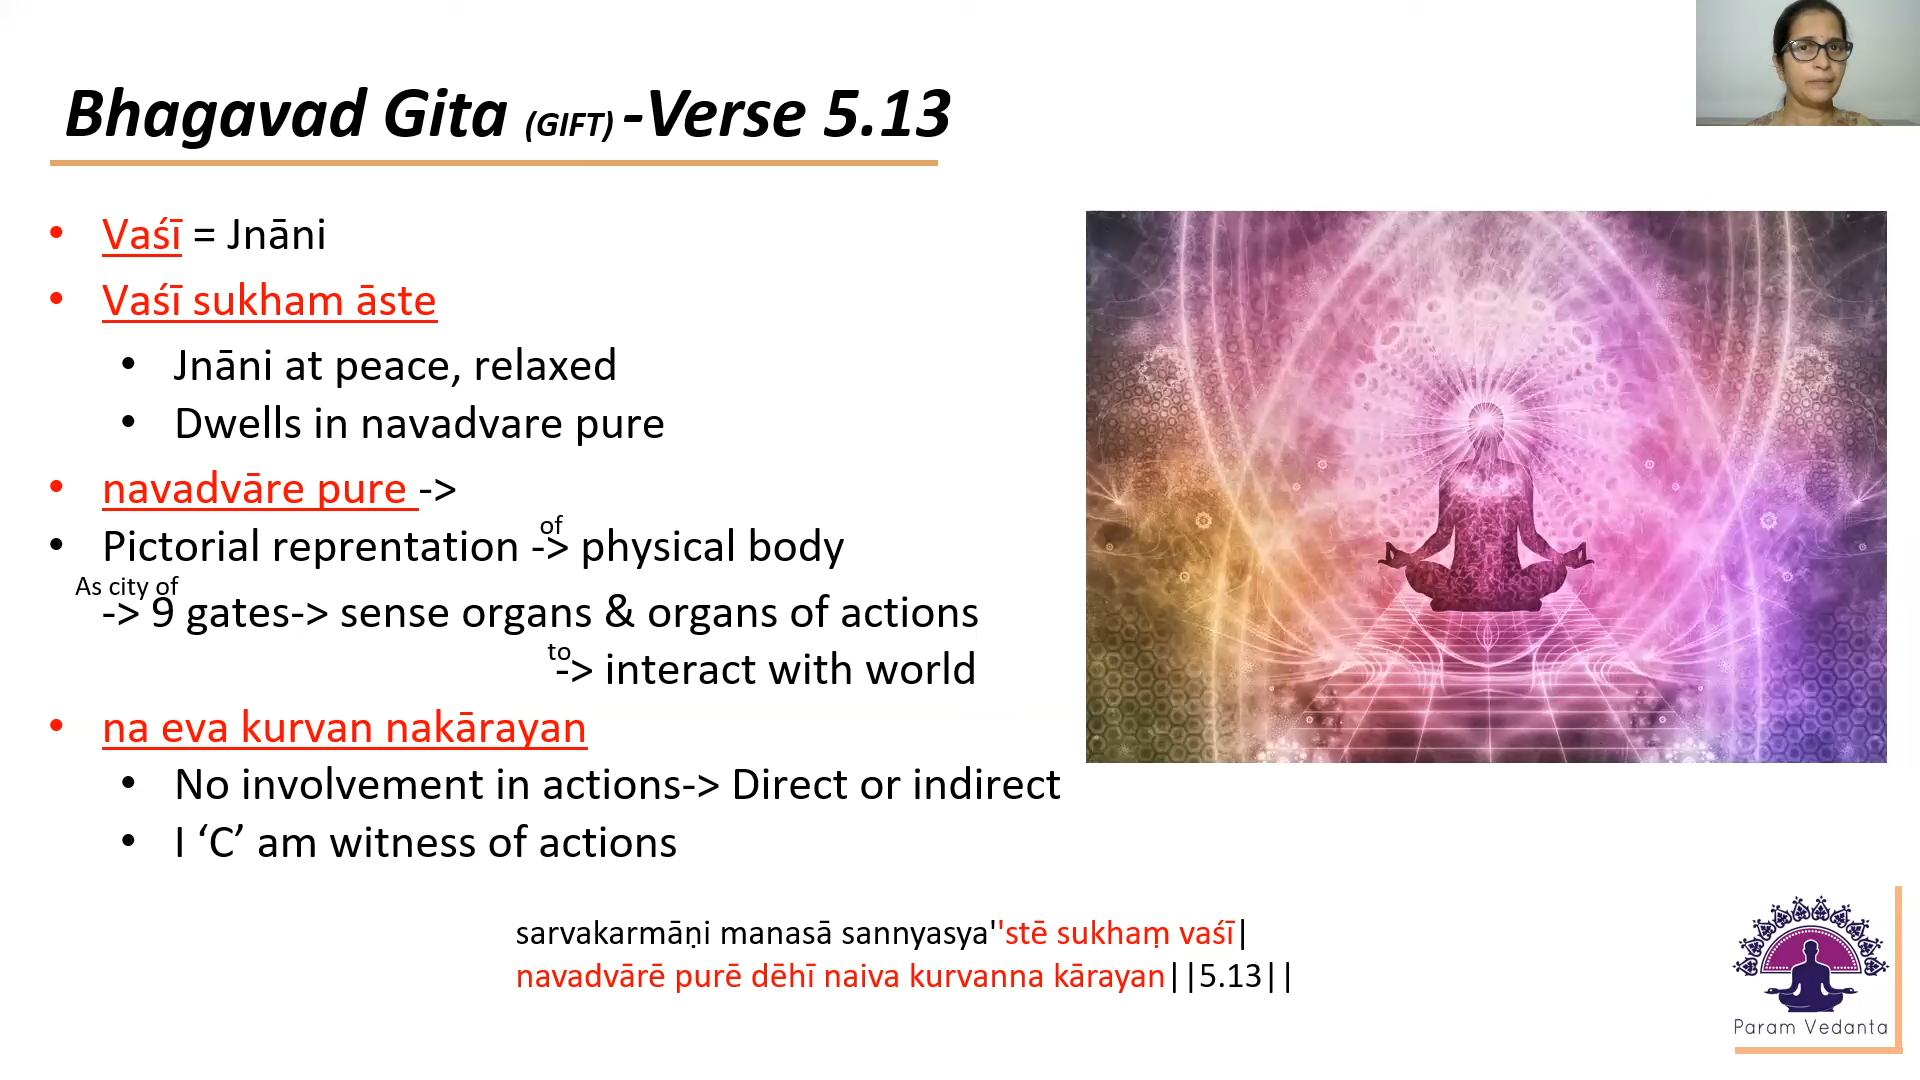 Bhagavad Gita (GIFT) -Verse 5.13
• Vaśī = Jnāni
• Vaśī sukham āste
• Jnāni at peace, relaxed
• Dwells in navadvare pure
• navadvāre pure ->
of
• Pictorial reprentation -> physical body
As city of
-> 9 gates-> sense organs & organs of actions
to
-> interact with world
• na eva kurvan nakārayan
• No involvement in actions-> Direct or indirect
• I ‘C’ am witness of actions
sarvakarmāṇi manasā sannyasya''stē sukhaṃ vaśī|
navadvārē purē dēhī naiva kurvanna kārayan||5.13||
Param Vedanta